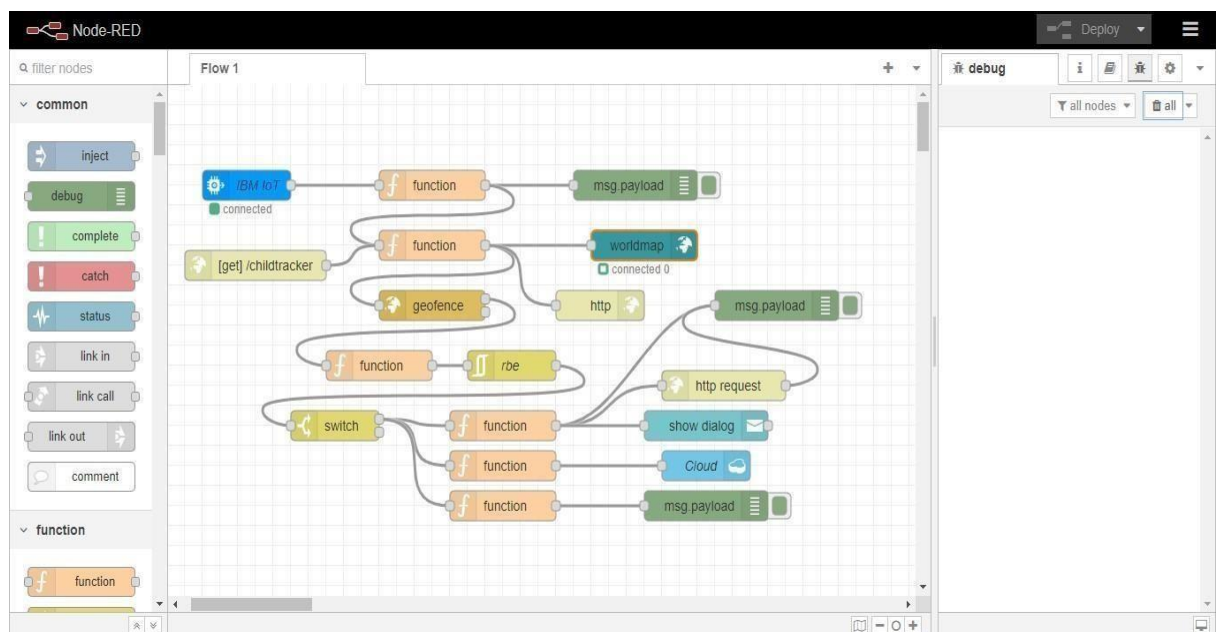 Node-RED
Deploy
filter nodes
Flow 1
debug
i
common
all nodes
all
inject
debug
complete
catch
status
link in
link call
link out
comment
function
function
IBM IoT
connected
function
msg.payload
[get] /childtracker
function
worldmap
connected 0
geofence
http
msg.payload
function
rbe
http request
switch
function
show dialog
function
Cloud
function
msg.payload